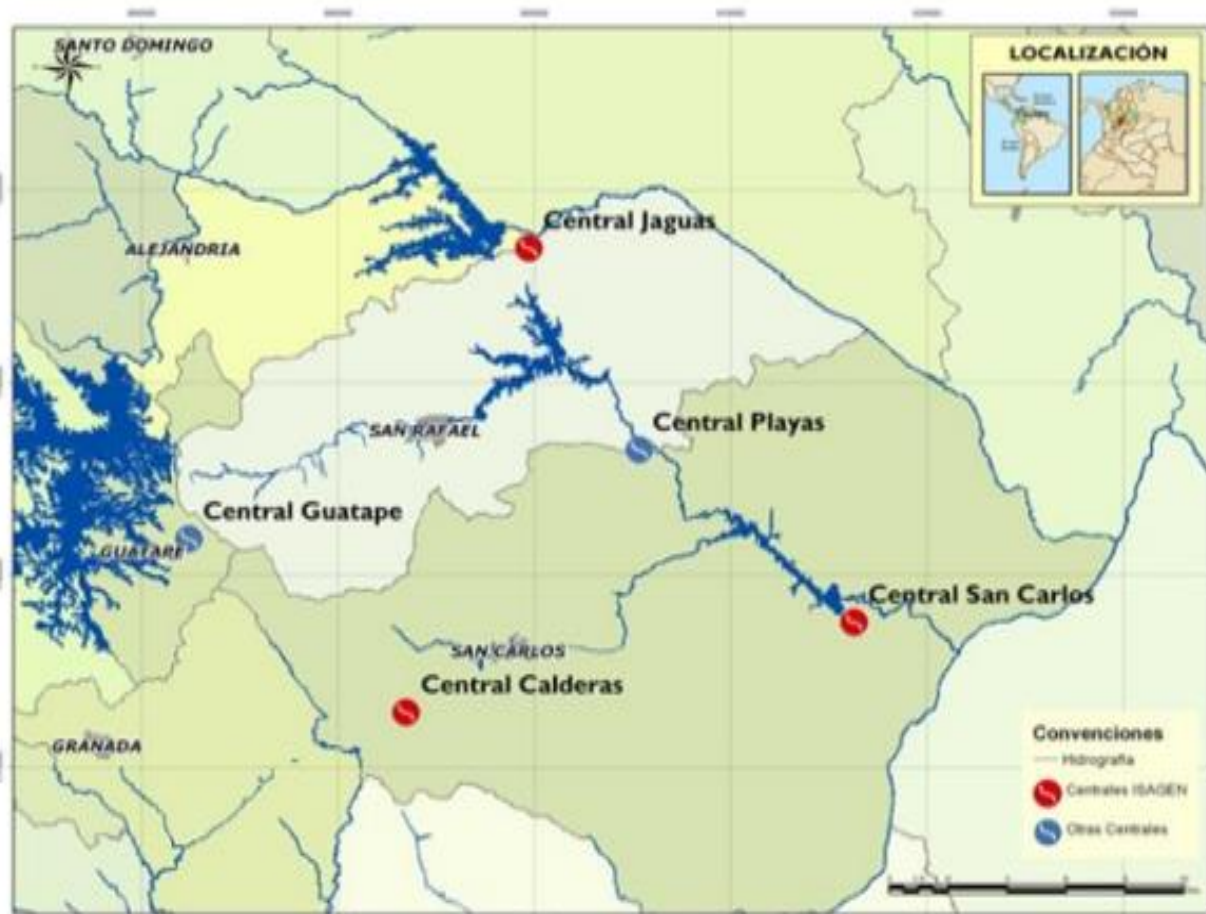 SANTO DOMINGO
LOCALIZACIÓN
Central Jaguas
ALEJANDRIA
Central Playas
SAN RAFAEL
Central Guatape
GUATAPE
Central San Carlos
SAN CARLOS
Central Calderas
GRANADA
Convenciones
Hidrografía
Centrales ISAGEN
Otras Centrales